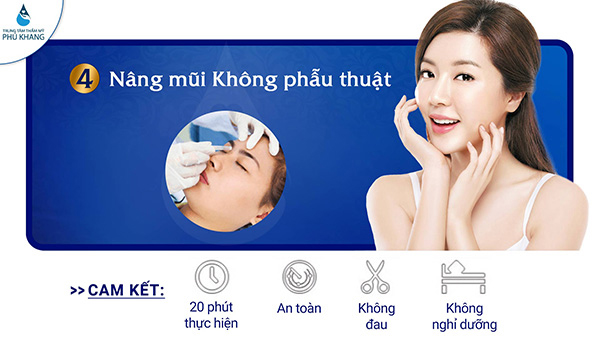 TRUNG TÂM THẨM MỸ
PHÚ KHANG
4 Nâng mũi Không phẫu thuật
>> CAM KẾT:
20 phút
thực hiện
An toàn
Không
đau
Không
nghỉ dưỡng